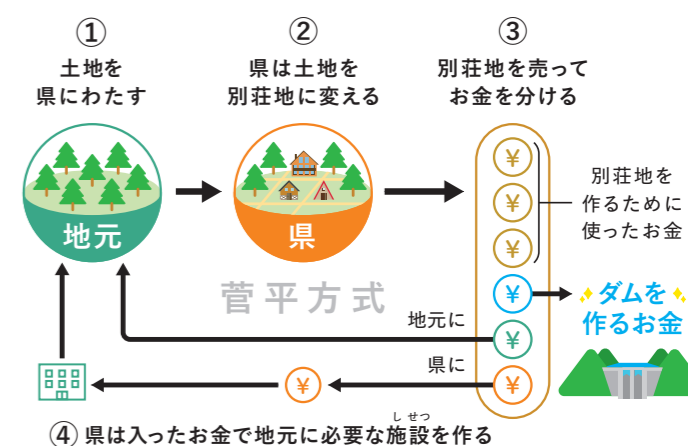 ①
土地を
県にわたす
地元
②
県は土地を
別荘地に変える
県
③
別荘地を売って
お金を分ける
¥
¥
¥
¥
¥
¥
別荘地を
作るために
使ったお金
ダムを
作るお金
菅平方式
地元に
県に
¥
しせつ
④ 県は入ったお金で地元に必要な施設を作る